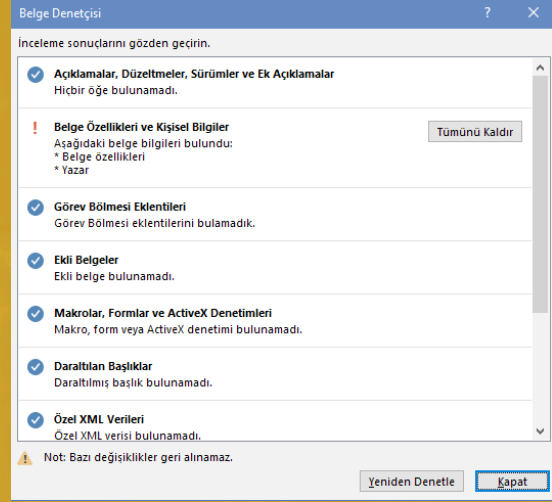 Belge Denetçisi
?
İnceleme sonuçlarını gözden geçirin.
Açıklamalar, Düzeltmeler, Sürümler ve Ek Açıklamalar
Hiçbir öğe bulunamadı.
! Belge Özellikleri ve Kişisel Bilgiler
Tümünü Kaldır
Aşağıdaki belge bilgileri bulundu:
* Belge özellikleri
* Yazar
Görev Bölmesi Eklentileri
Görev Bölmesi eklentilerini bulamadık.
Ekli Belgeler
Ekli belge bulunamadı.
Makrolar, Formlar ve ActiveX Denetimleri
Makro, form veya ActiveX denetimi bulunamadı.
Daraltılan Başlıklar
Daraltılmış başlık bulunamadı.
Özel XML Verileri
Özel XML verisi bulunamadı.
Not: Bazı değişiklikler geri alınamaz.
Yeniden Denetle
Kapat